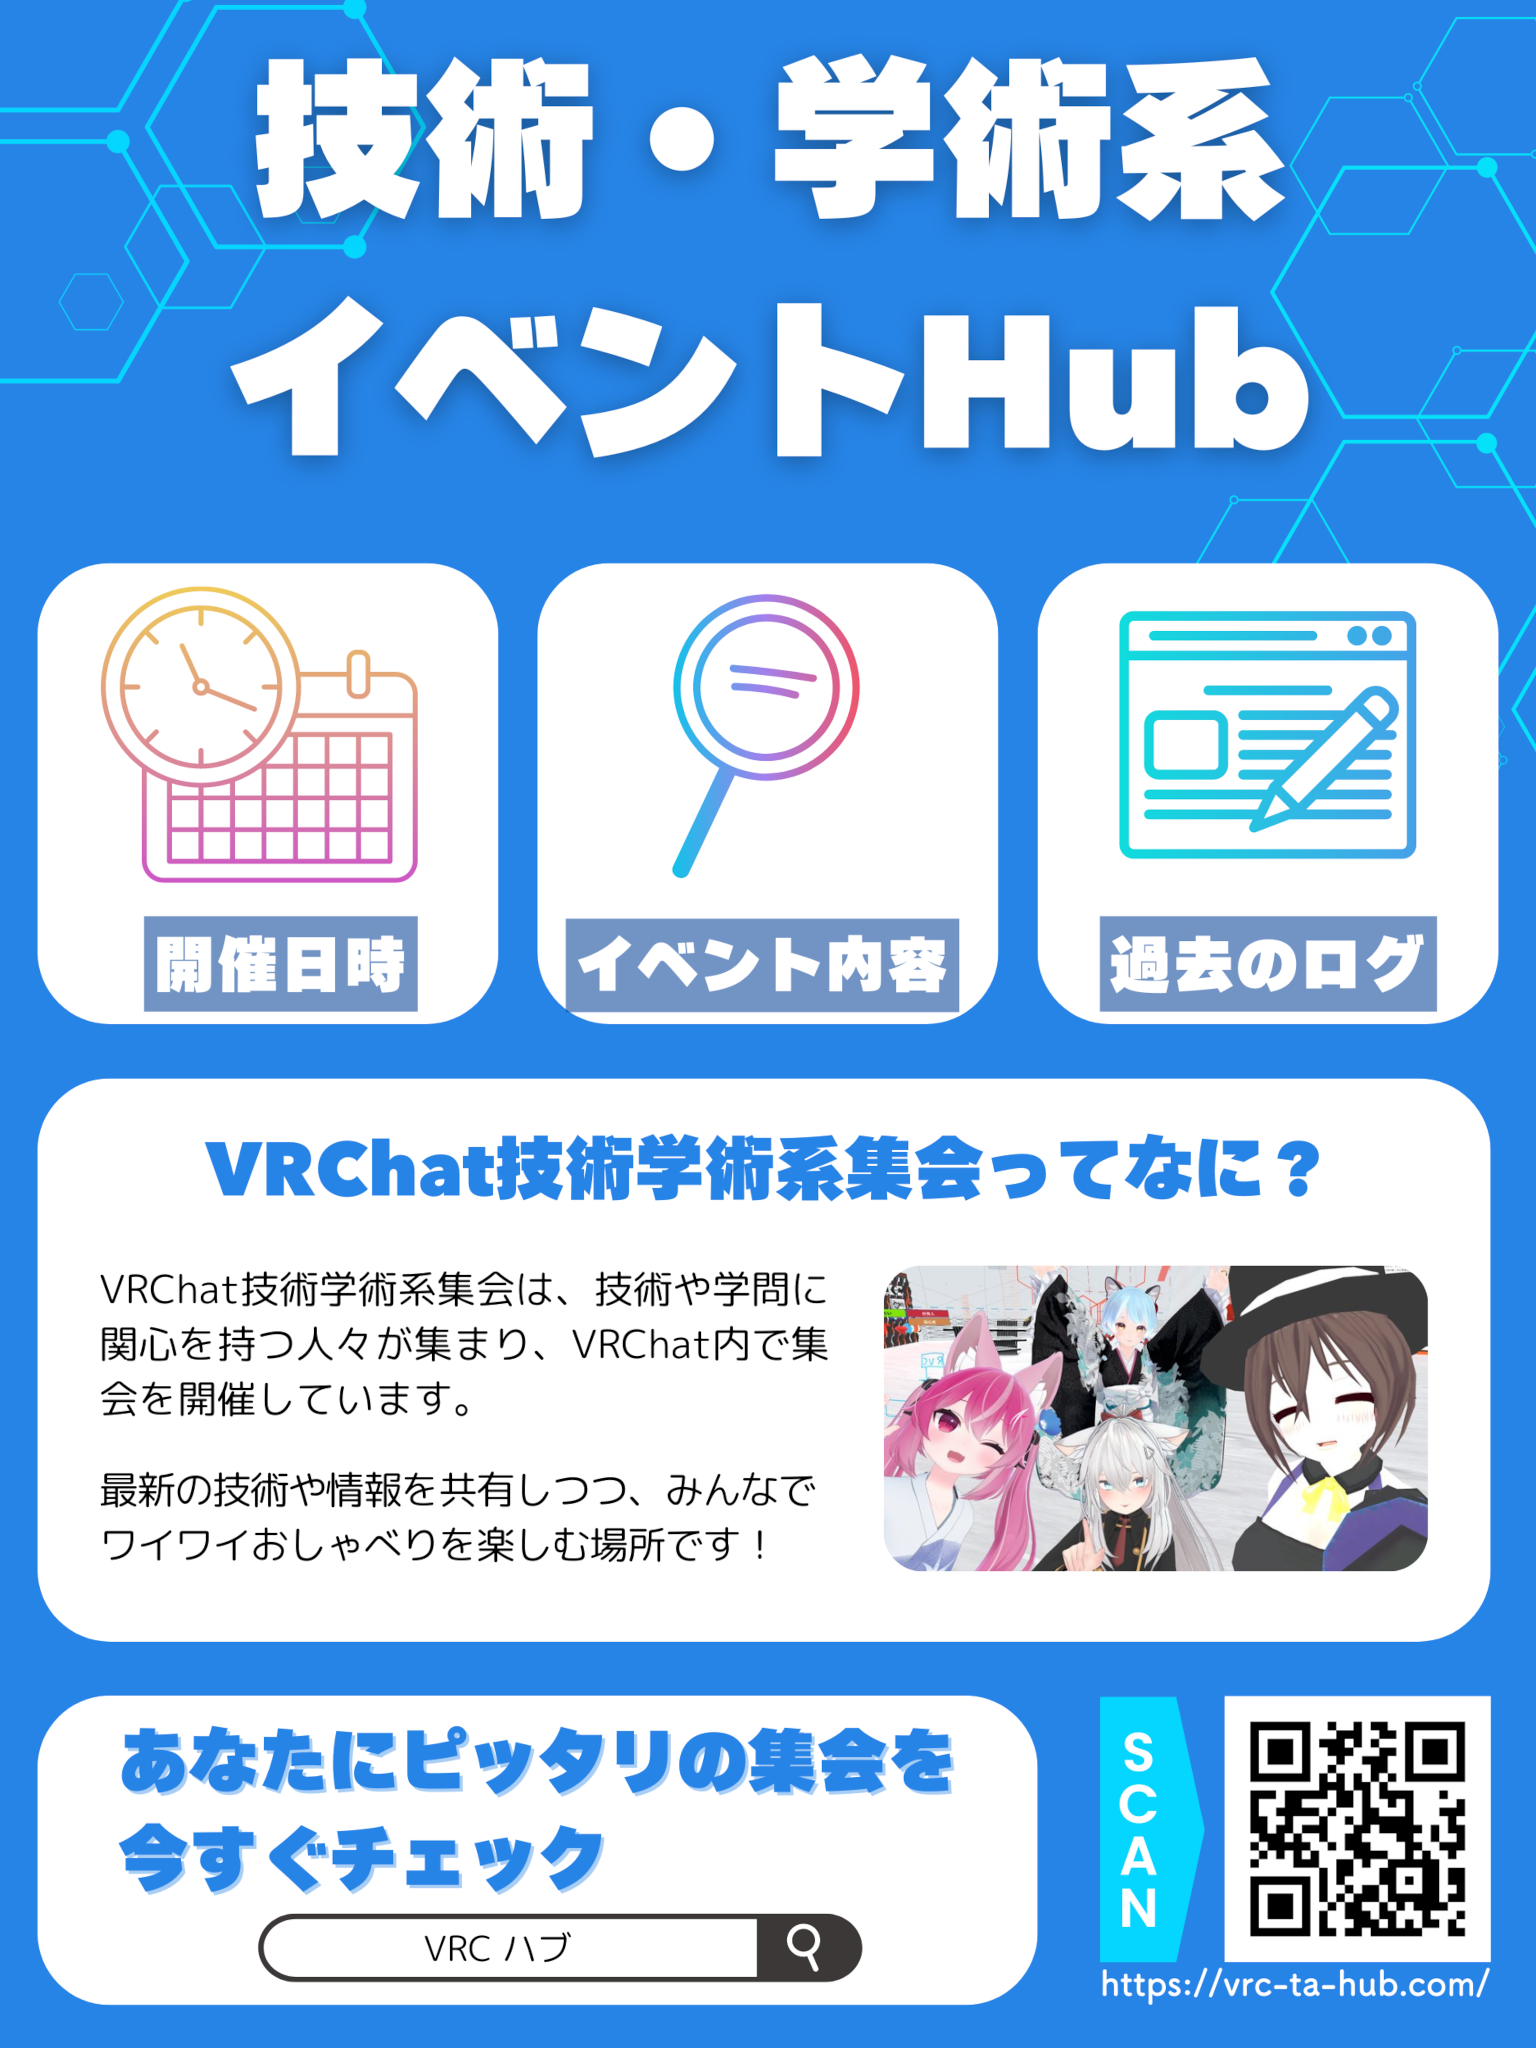 技術・学術系
イベントHub
開催日時
イベント内容
過去のログ
VRChat技術学術系集会ってなに？
VRChat技術学術系集会は、技術や学問に
関心を持つ人々が集まり、VRChat内で集
会を開催しています。
最新の技術や情報を共有しつつ、みんなで
ワイワイおしゃべりを楽しむ場所です！
あなたにピッタリの集会を
今すぐチェック
VRC ハブ
SCAN
https://vrc-ta-hub.com/